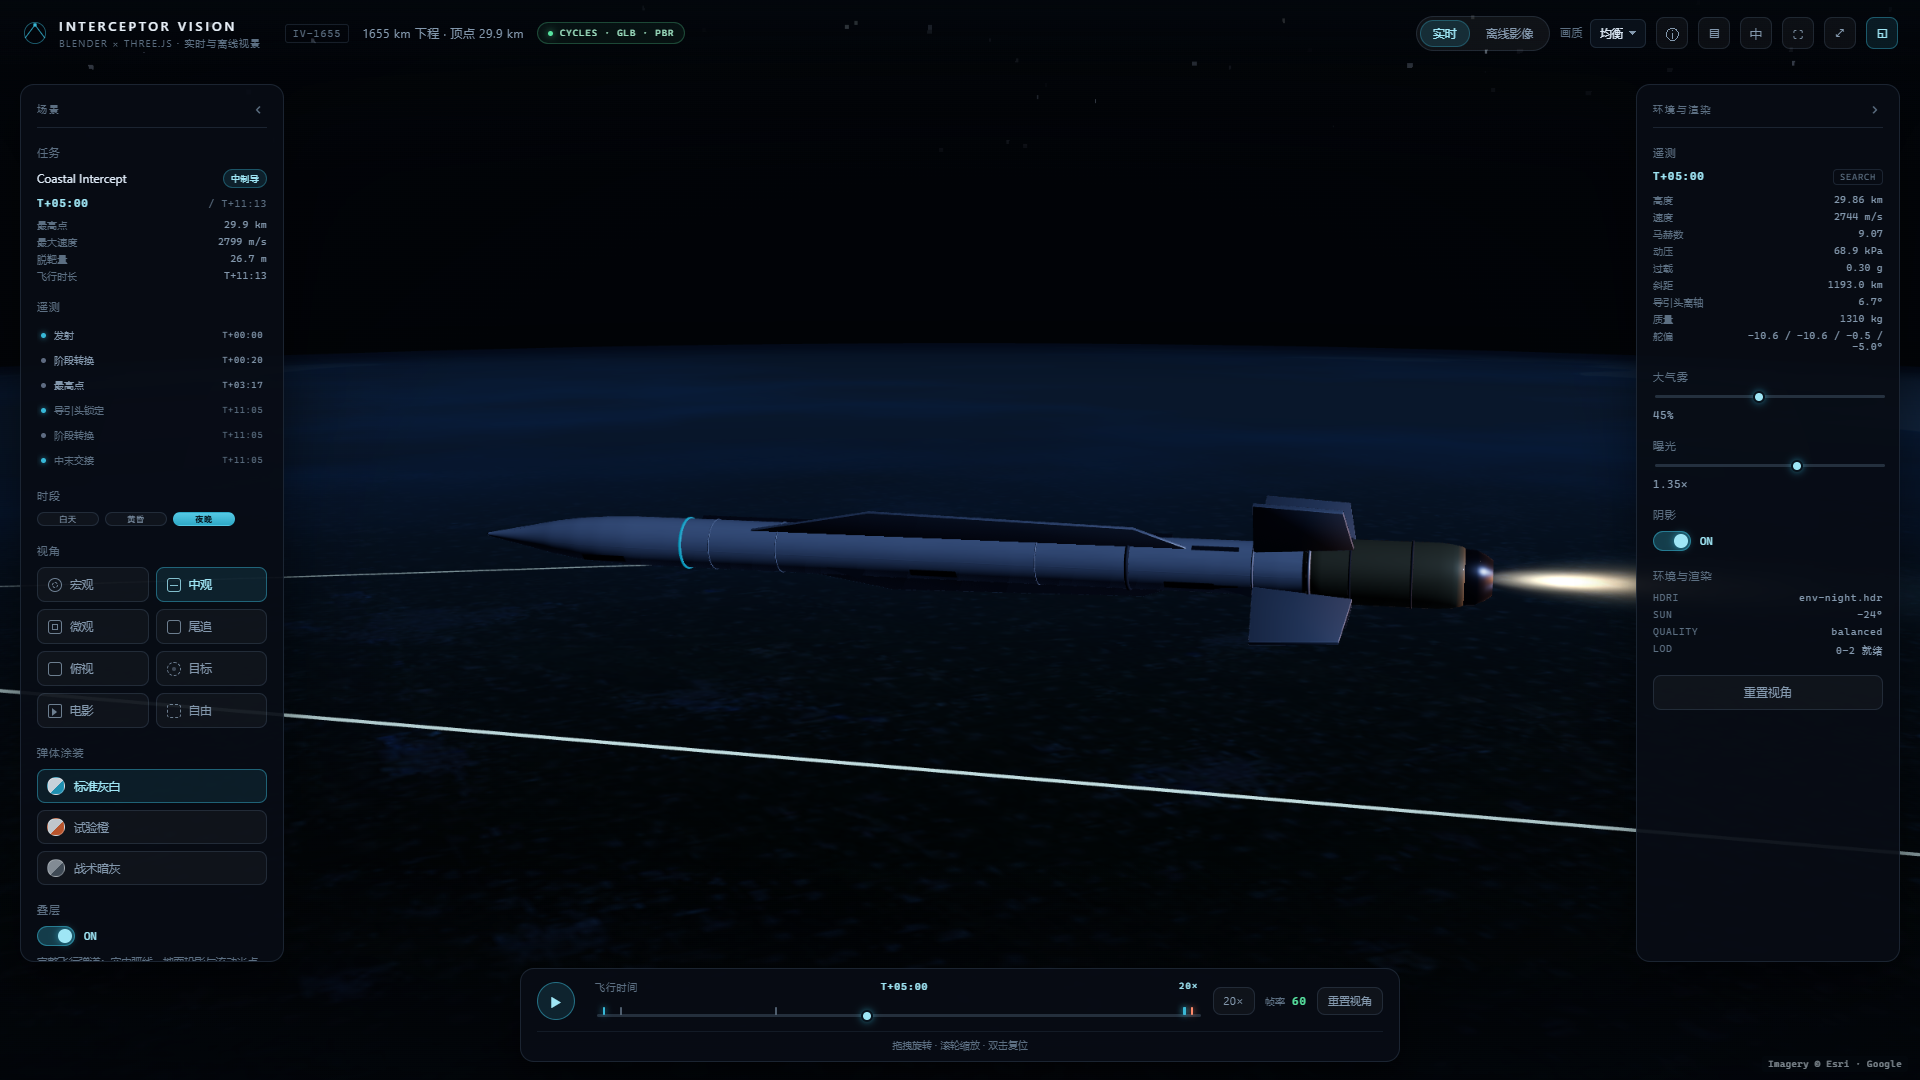 INTERCEPTOR VISION
BLENDER × THREE.JS · 实时与离线视景
IV-1655
1655 km 下程 · 顶点 29.9 km
CYCLES · GLB · PBR
实时
离线影像
画质
均衡
中
场景
任务
Coastal Intercept
中制导
T+05:00
/ T+11:13
最高点
29.9 km
最大速度
2799 m/s
脱靶量
26.7 m
飞行时长
T+11:13
遥测
发射
T+00:00
阶段转换
T+00:20
最高点
T+03:17
导引头锁定
T+11:05
阶段转换
T+11:05
中末交接
T+11:05
时段
白天
黄昏
夜晚
视角
宏观
中观
微观
尾追
俯视
目标
电影
自由
弹体涂装
标准灰白
试验橙
战术暗灰
叠层
ON
环境与渲染
遥测
T+05:00
SEARCH
高度
29.86 km
速度
2744 m/s
马赫数
9.07
动压
68.9 kPa
过载
0.30 g
斜距
1193.0 km
导引头离轴
6.7°
质量
1310 kg
舵偏
-10.6 / -10.6 / -0.5 /
-5.0°
大气雾
45%
曝光
1.35×
阴影
ON
环境与渲染
HDRI
env-night.hdr
SUN
-24°
QUALITY
balanced
LOD
0-2 就绪
重置视角
飞行时间
T+05:00
20×
20×
帧率 60
重置视角
拖拽旋转 · 滚轮缩放 · 双击复位
Imagery © Esri · Google